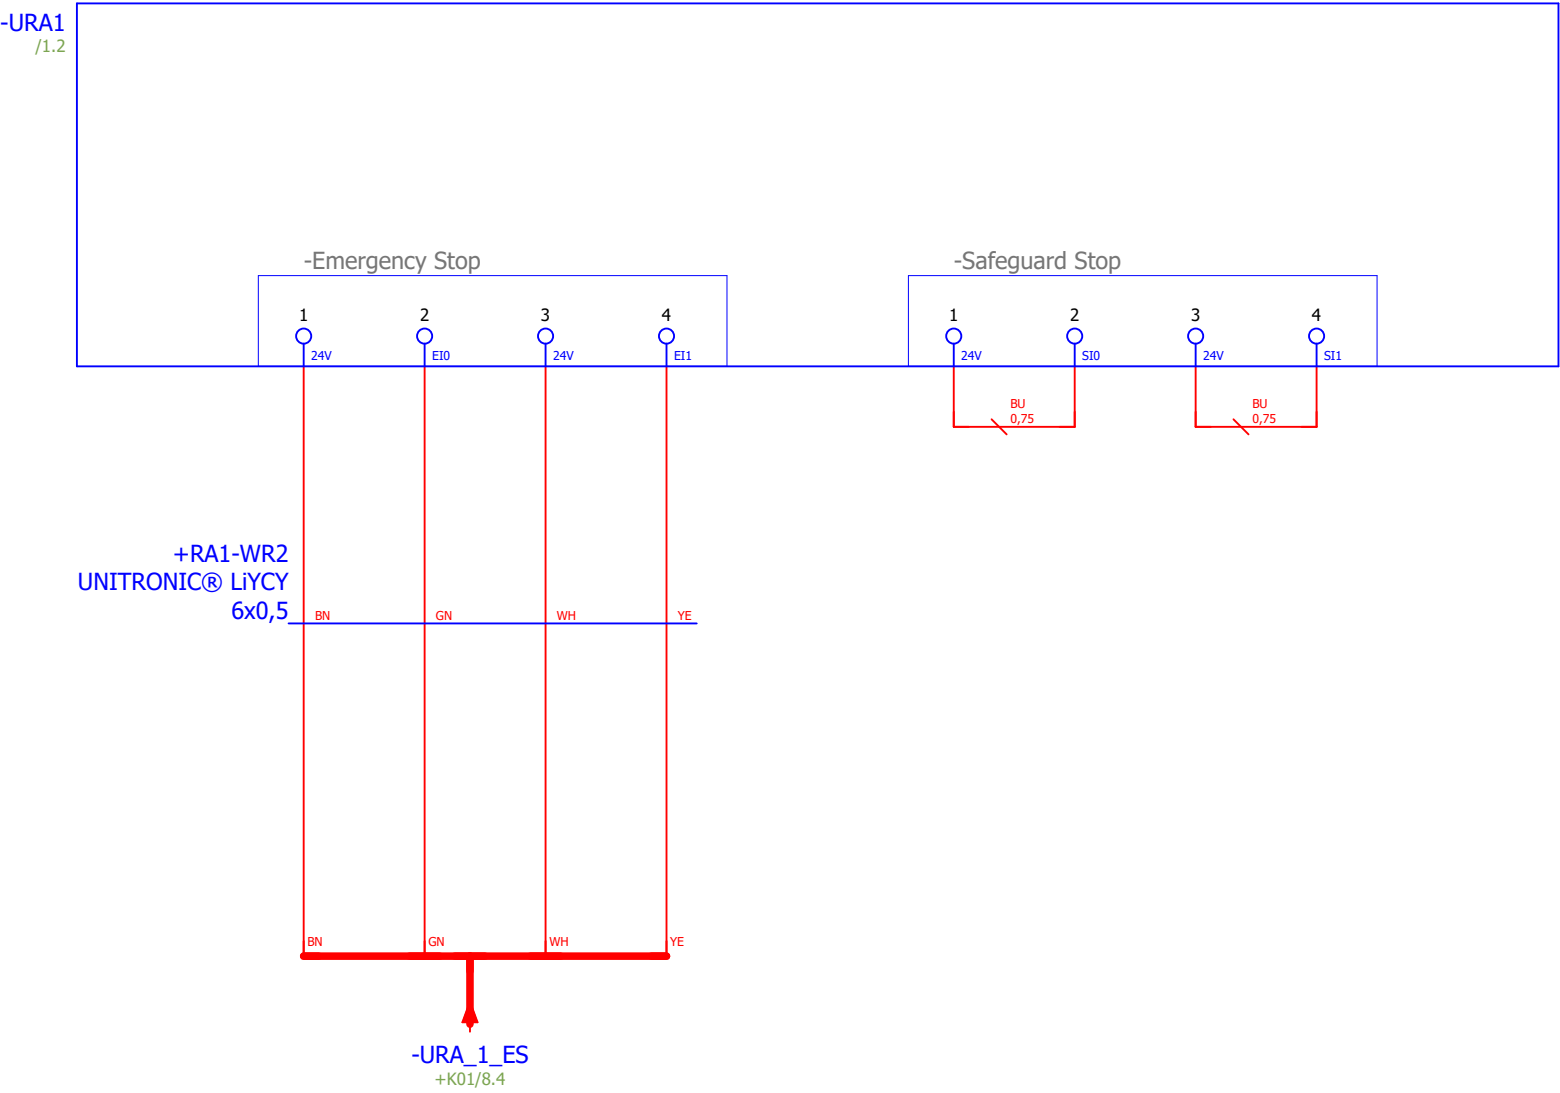 -URA1
/1.2
-Emergency Stop
-Safeguard Stop
1 2 3 4 1 2 3 4
24V EI0 24V EI1 24V SI0 24V SI1
BU BU
0,75 0,75
+RA1-WR2
UNITRONIC® LiYCY
6x0,5
BN GN WH YE
BN GN WH YE
-URA_1_ES
+K01/8.4